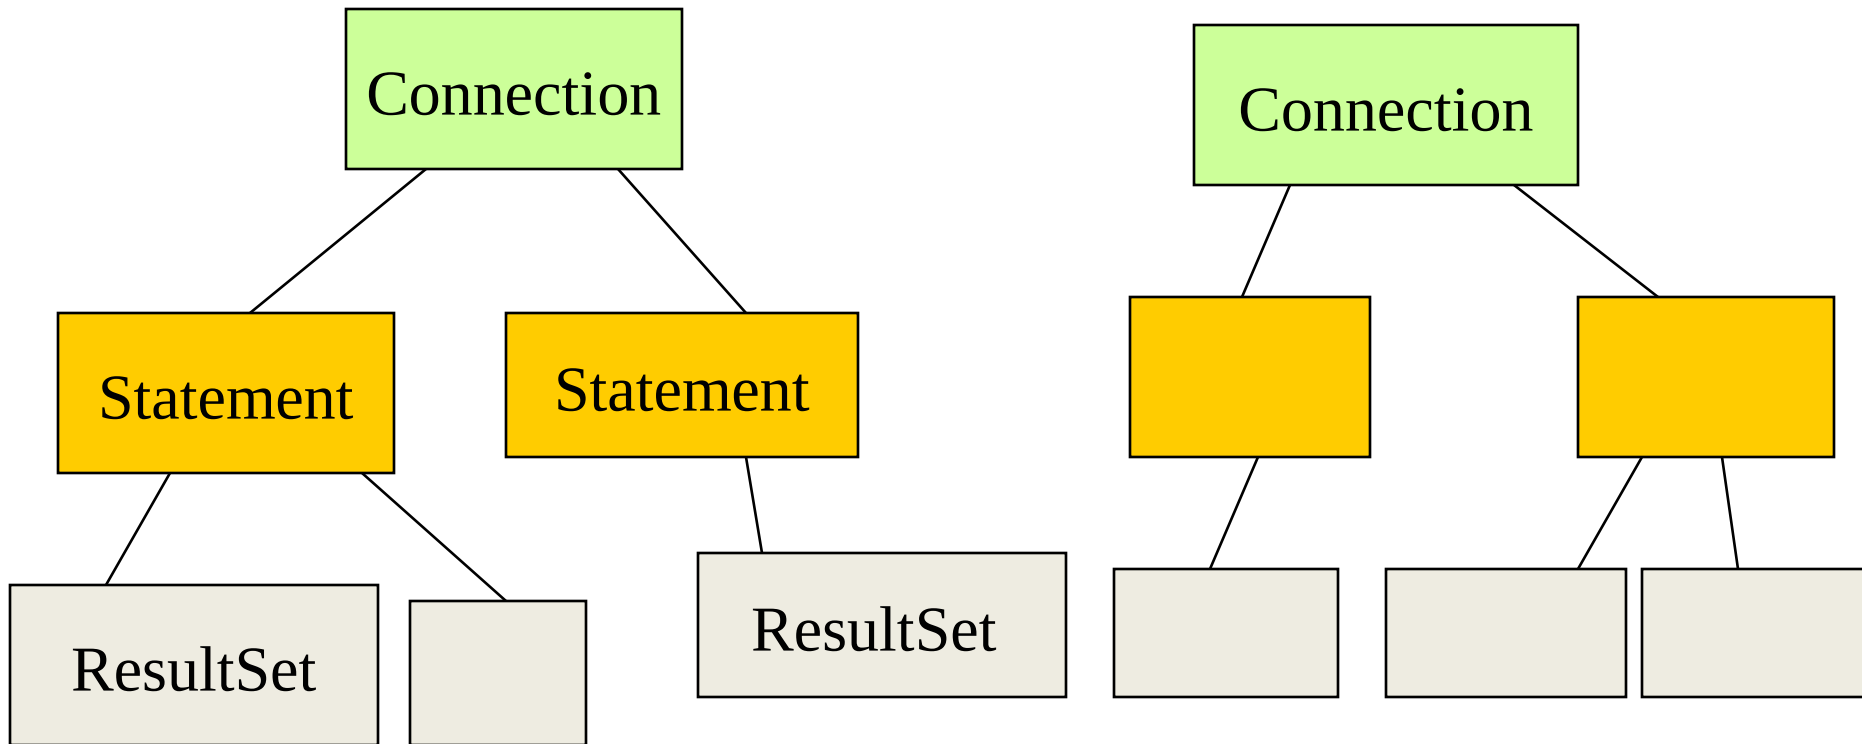 Connection
Connection
Statement
Statement
ResultSet
ResultSet